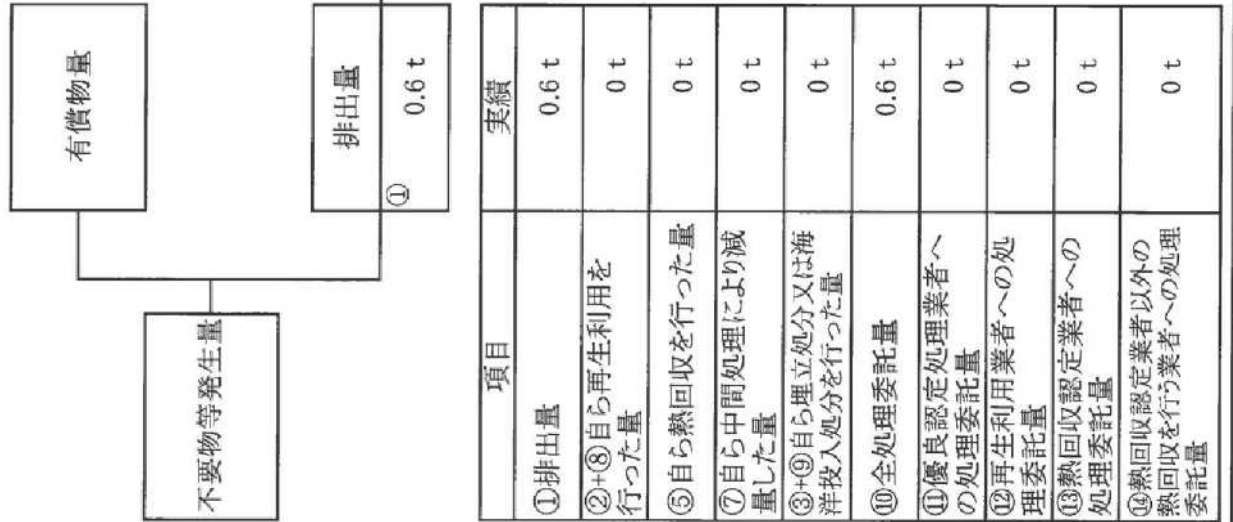 不要物等発生量
有償物量
排出量
①
0.6 t
項目
実績
①排出量
0.6 t
②+⑧自ら再生利用を
行った量
0 t
⑤自ら熱回収を行った量
0 t
⑦自ら中間処理により減
量した量
0 t
③+⑨自ら埋立処分又は海
洋投入処分を行った量
0 t
⑩全処理委託量
0.6 t
⑪優良認定処理業者へ
の処理委託量
0 t
⑫再生利用業者への処
理委託量
0 t
⑬熱回収認定業者への
処理委託量
0 t
⑭熱回収認定業者以外の
熱回収を行う業者への処理
委託量
0 t